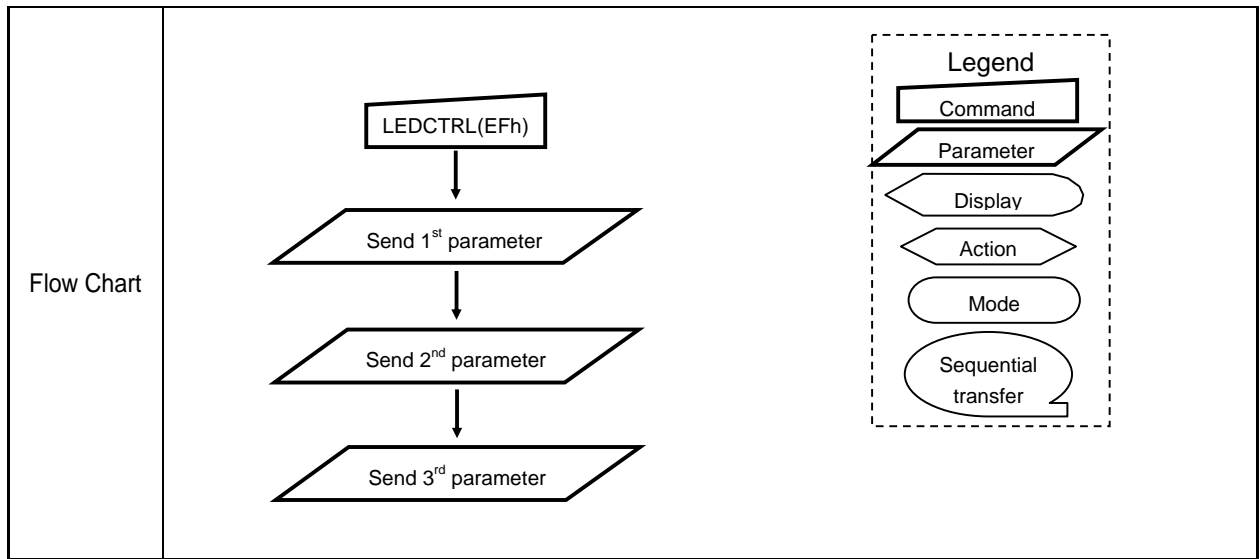 Flow Chart
LEDCTRL(EFh)
Send 1st parameter
Send 2nd parameter
Send 3rd parameter
Legend
Command
Parameter
Display
Action
Mode
Sequential
transfer